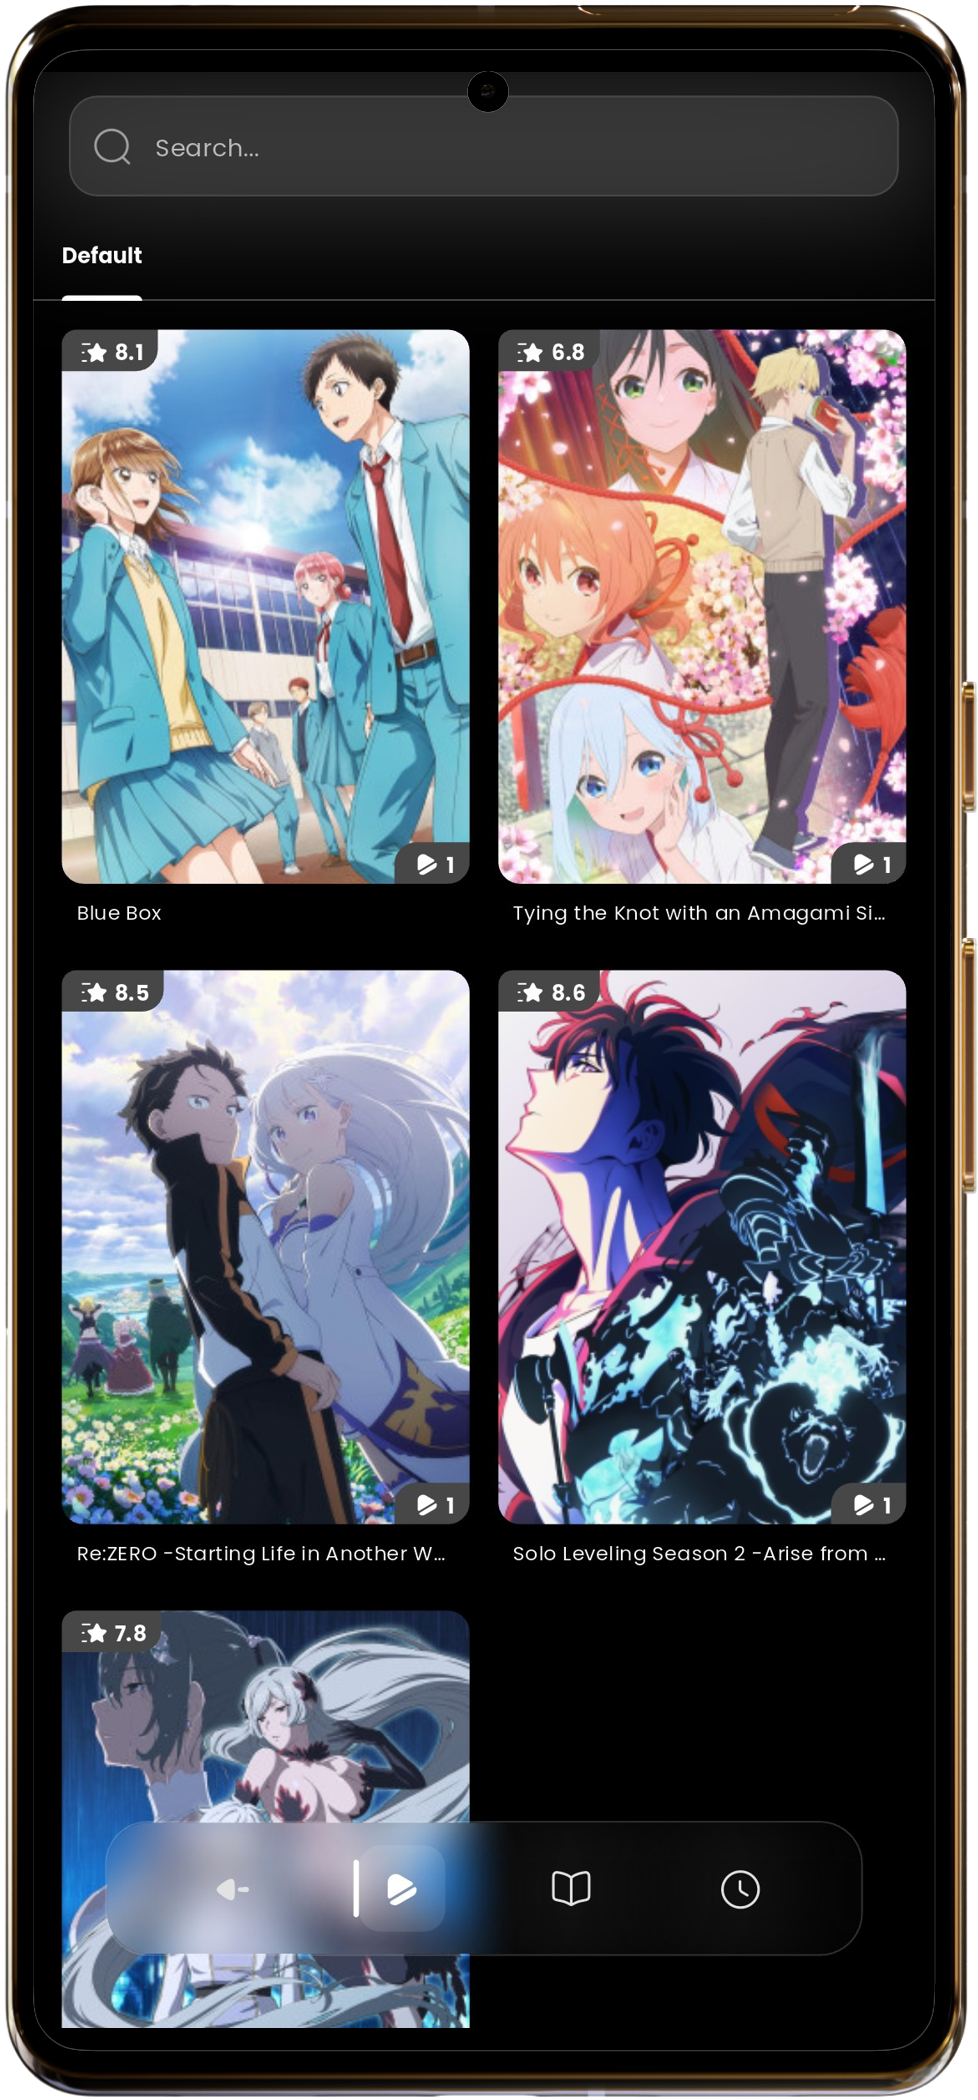 Search...
Default
8.1
6.8
1
1
Blue Box
Tying the Knot with an Amagami Si...
8.5
8.6
1
1
Re:ZERO -Starting Life in Another W...
Solo Leveling Season 2 -Arise from ...
7.8